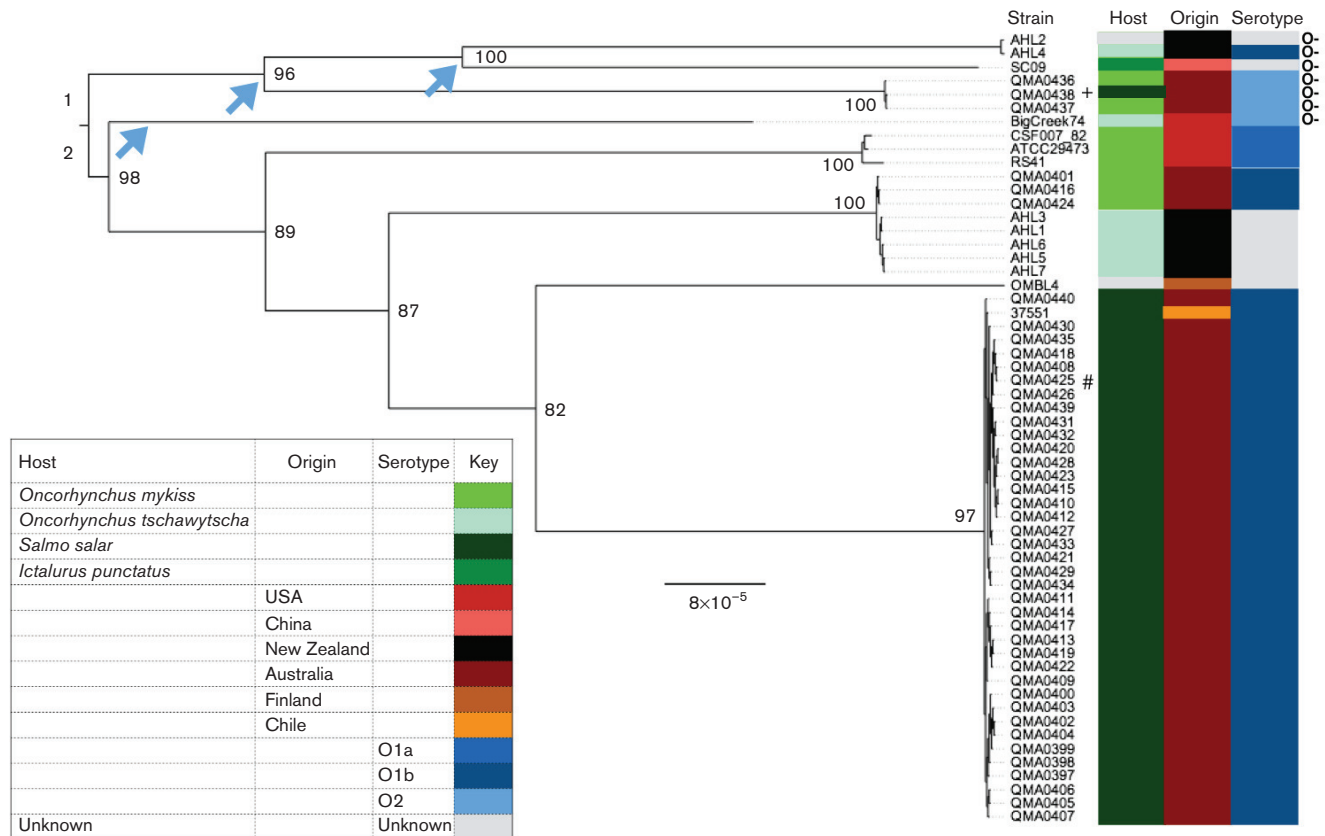 Strain Host Origin Serotype
AHL2 O-
AHL4 O-
SC09 O-
QMA0436 O-
QMA0438 + O-
QMA0437 O-
BigCreek74 O-
CSF007_82
ATCC29473
RS41
QMA0401
QMA0416
QMA0424
AHL3
AHL1
AHL6
AHL5
AHL7
OMBL4
QMA0440
37551
QMA0430
QMA0435
QMA0418
QMA0408
QMA0425 #
QMA0426
QMA0439
QMA0431
QMA0432
QMA0420
QMA0428
QMA0423
QMA0415
QMA0410
QMA0412
QMA0427
QMA0433
QMA0421
QMA0429
QMA0434
QMA0411
QMA0414
QMA0417
QMA0413
QMA0419
QMA0422
QMA0409
QMA0400
QMA0403
QMA0402
QMA0404
QMA0399
QMA0398
QMA0397
QMA0406
QMA0405
QMA0407
100
96
1
100
2
100
98
100
89
87
82
97
8×10−5
Host Origin Serotype Key
Oncorhynchus mykiss
Oncorhynchus tschawytscha
Salmo salar
Ictalurus punctatus
USA
China
New Zealand
Australia
Finland
Chile
O1a
O1b
O2
Unknown Unknown